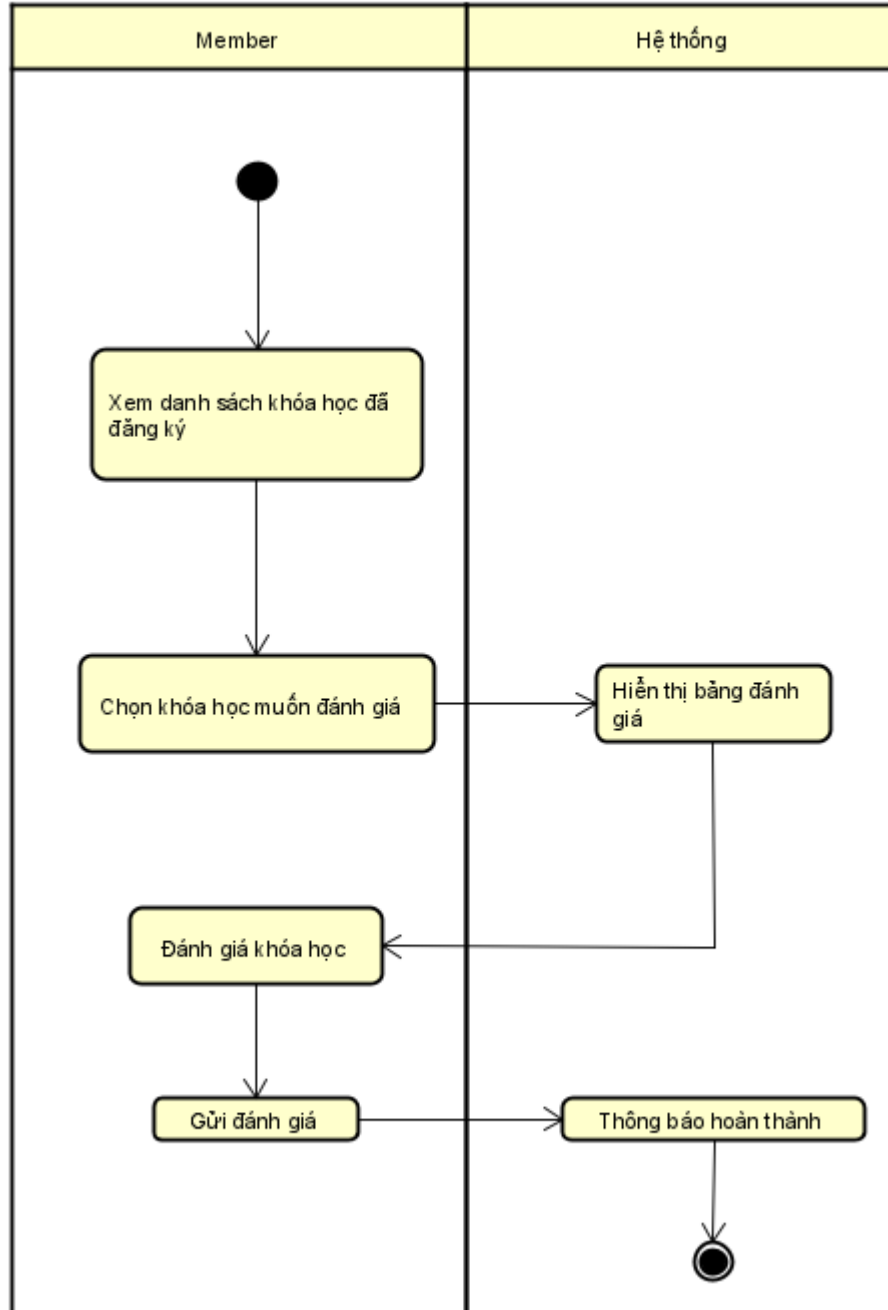 Member
Hệ thống
Xem danh sách khóa học đã
đăng ký
Chọn khóa học muốn đánh giá
Hiển thị bảng đánh
giá
Đánh giá khóa học
Gửi đánh giá
Thông báo hoàn thành